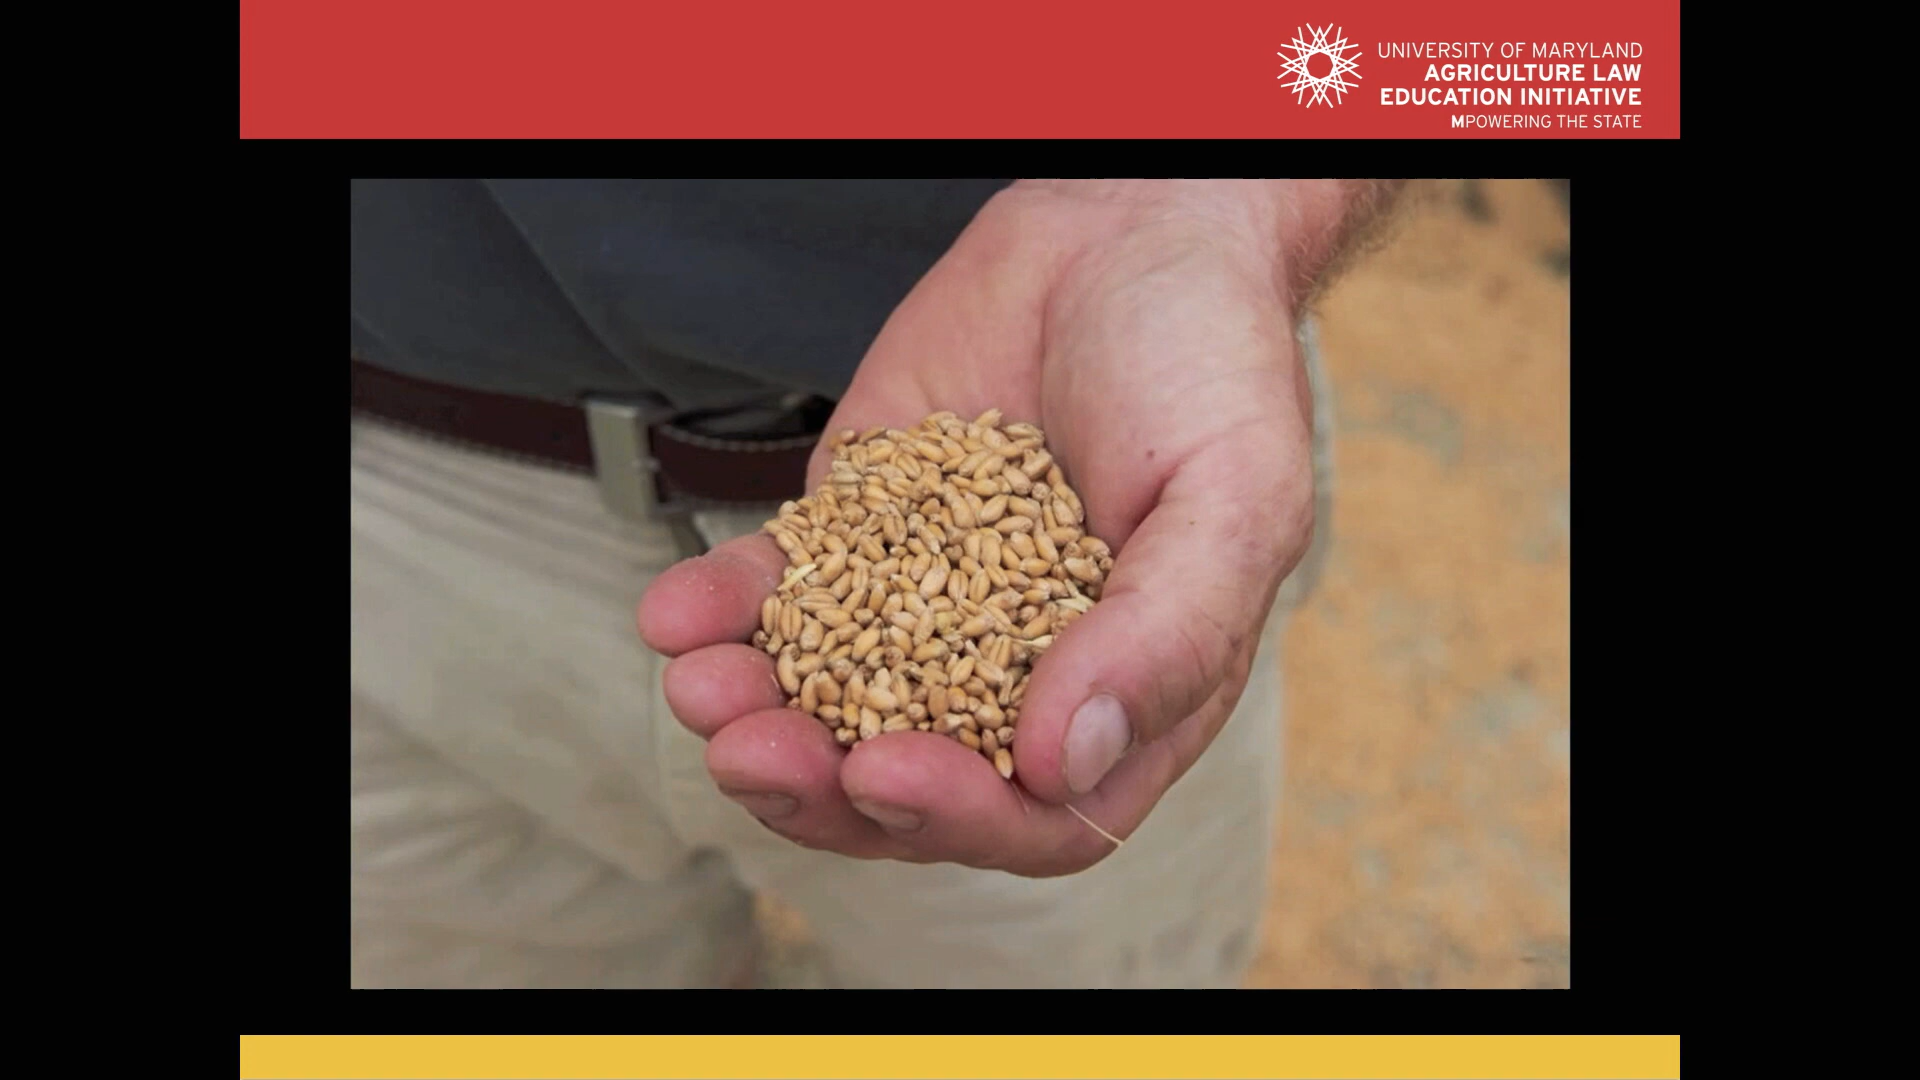 UNIVERSITY OF MARYLAND
AGRICULTURE LAW
EDUCATION INITIATIVE
MPOWERING THE STATE